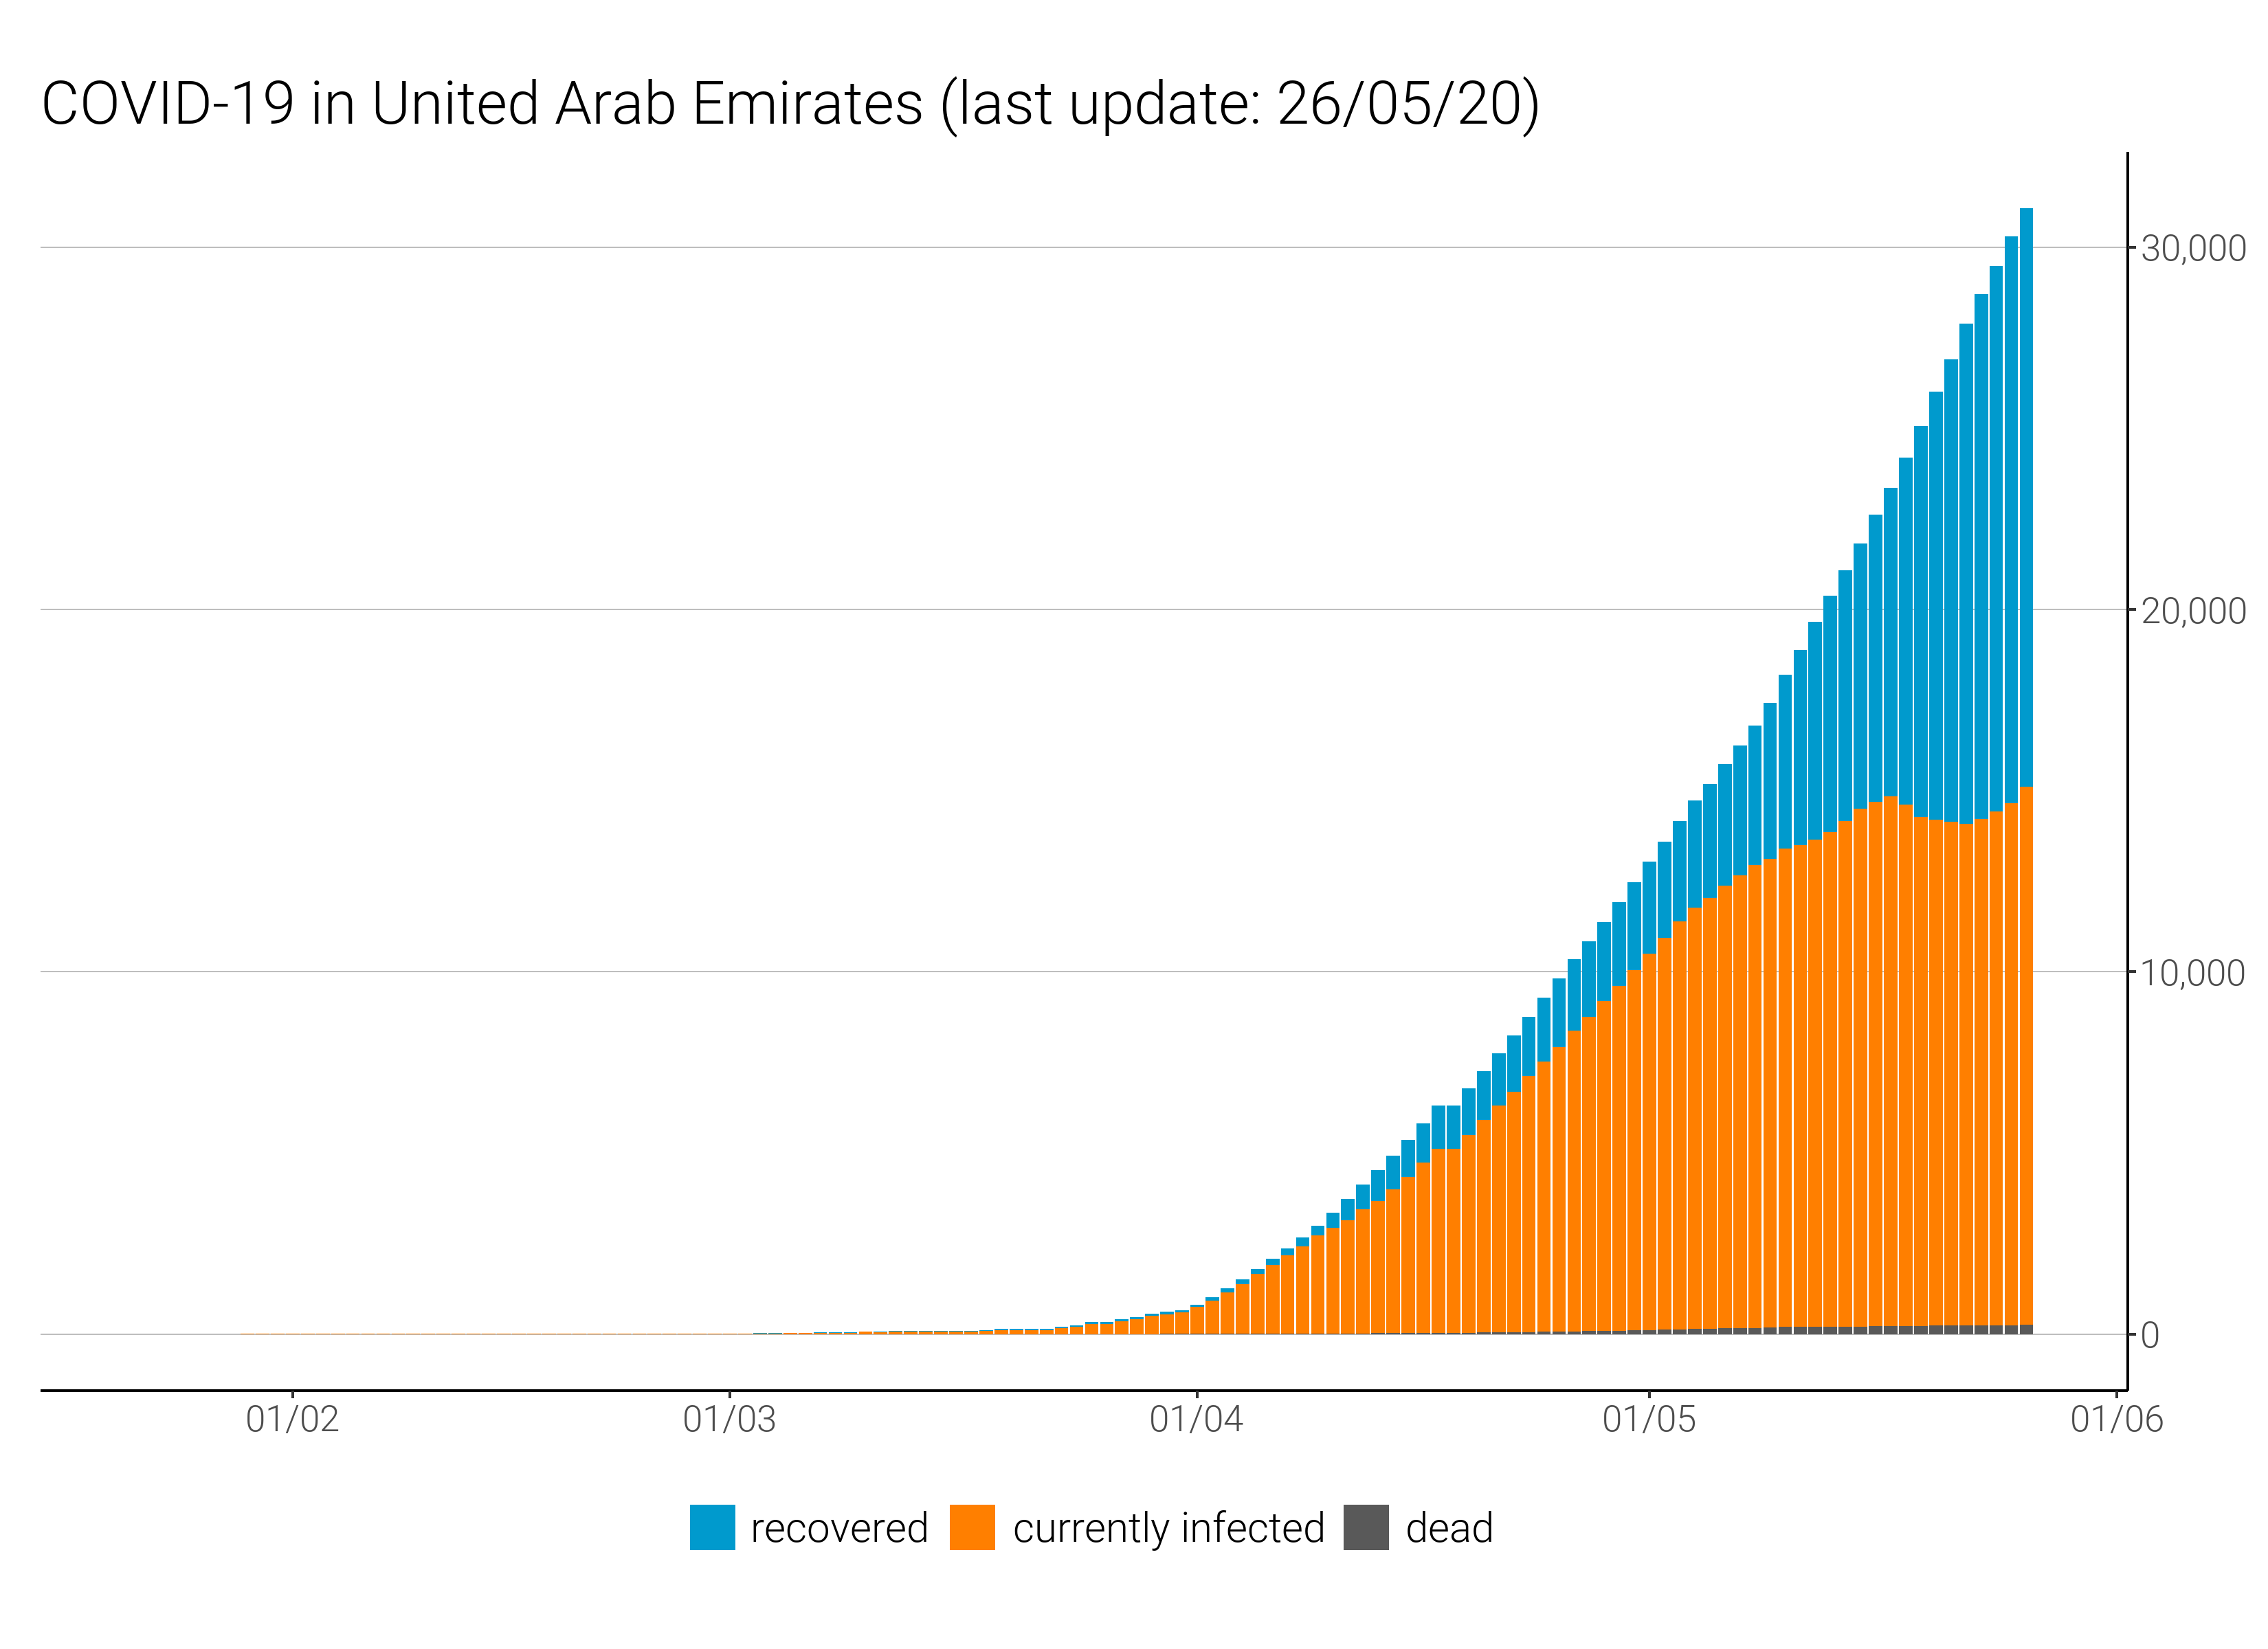 COVID-19 in United Arab Emirates (last update: 26/05/20)
30,000
20,000
10,000
0
01/02 01/03 01/04 01/05 01/06
recovered currently infected dead